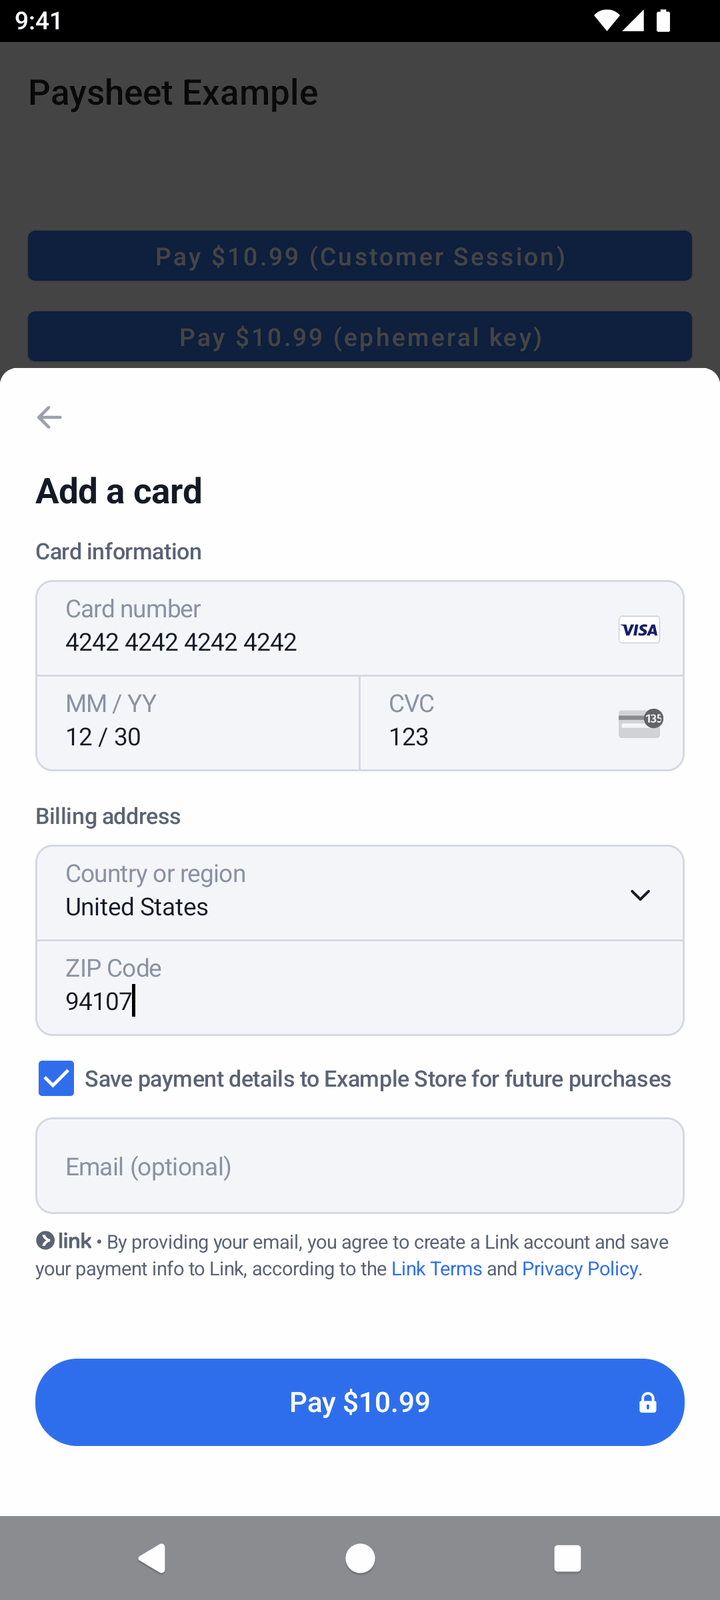 9:41
Paysheet Example
Pay $10.99 (Customer Session)
Pay $10.99 (ephemeral key)
Add a card
Card information
Card number
4242 4242 4242 4242
VISA
MM / YY
12 / 30
CVC
123
135
Billing address
Country or region
United States
ZIP Code
94107
Save payment details to Example Store for future purchases
Email (optional)
link • By providing your email, you agree to create a Link account and save
your payment info to Link, according to the Link Terms and Privacy Policy.
Pay $10.99